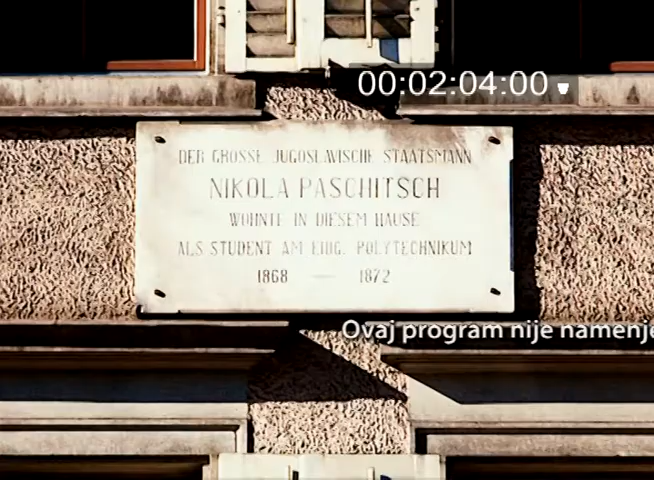 00:02:04:00
DER GROSSE JUGOSLAVISCHE STAATSMANN
NIKOLA PASCHITSCH
WOHNTE IN DIESEM HAUSE
ALS STUDENT AM EIDG. POLYTECHNIKUM
1868 — 1872
Ovaj program nije namenje